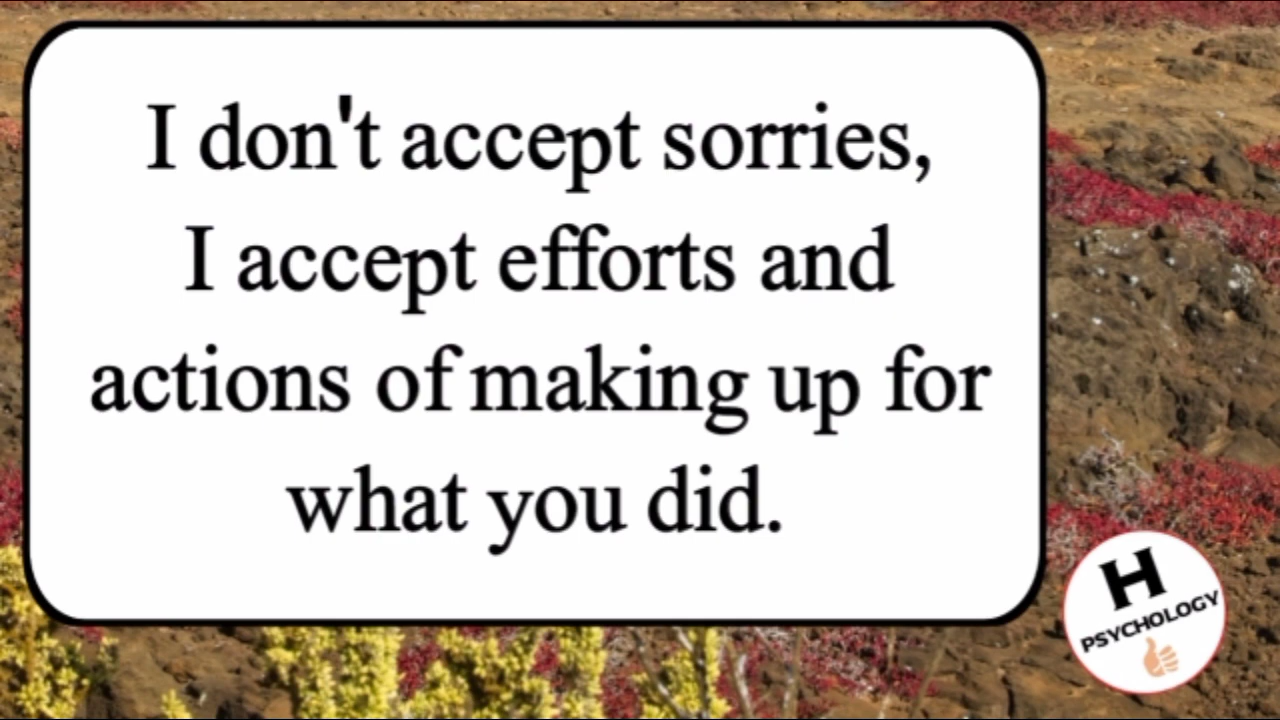 I don't accept sorries,
I accept efforts and
actions of making up for
what you did.
H
PSYCHOLOGY